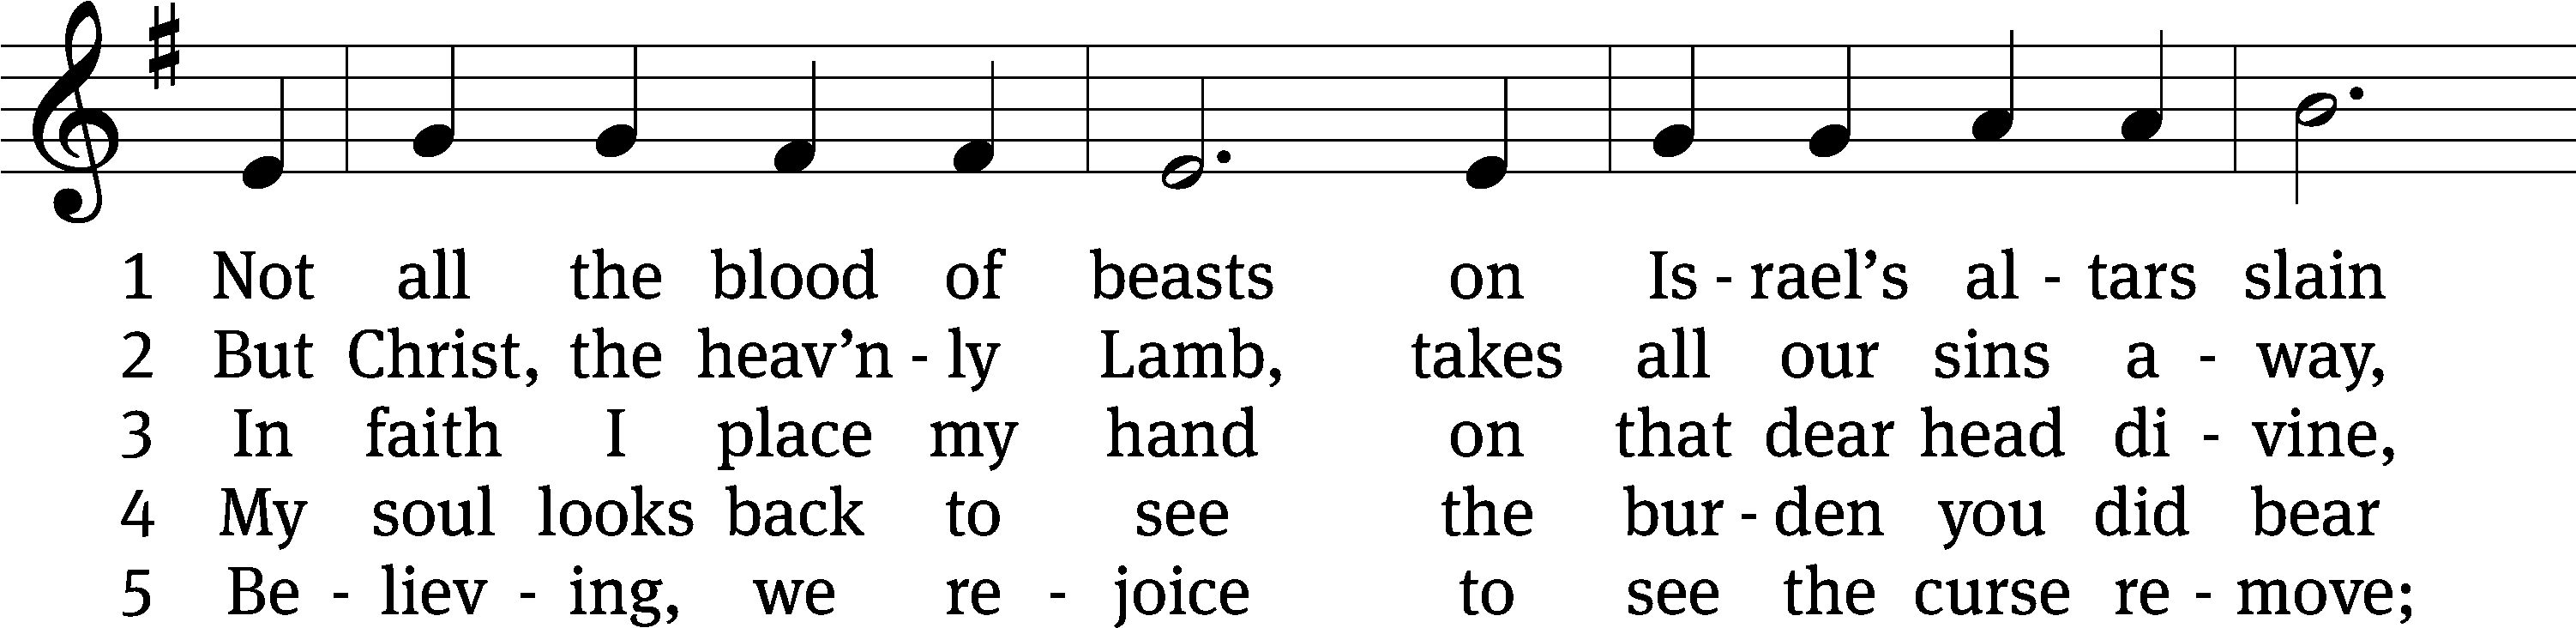 1 Not all the blood of beasts on Is - rael’s al - tars slain
2 But Christ, the heav’n - ly Lamb, takes all our sins a - way,
3 In faith I place my hand on that dear head di - vine,
4 My soul looks back to see the bur - den you did bear
5 Be - liev - ing, we re - joice to see the curse re - move;